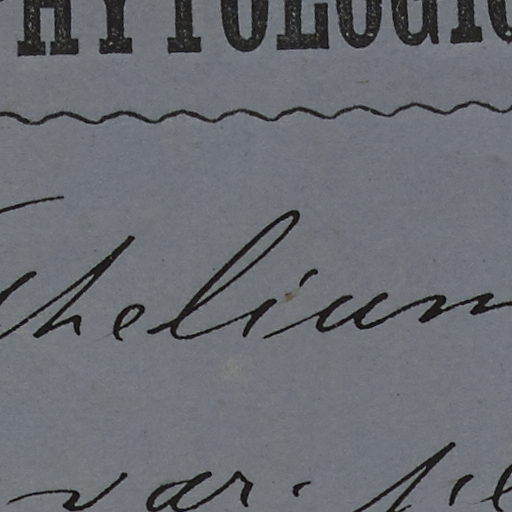 PHYTOLOGIC
Thelium
var.